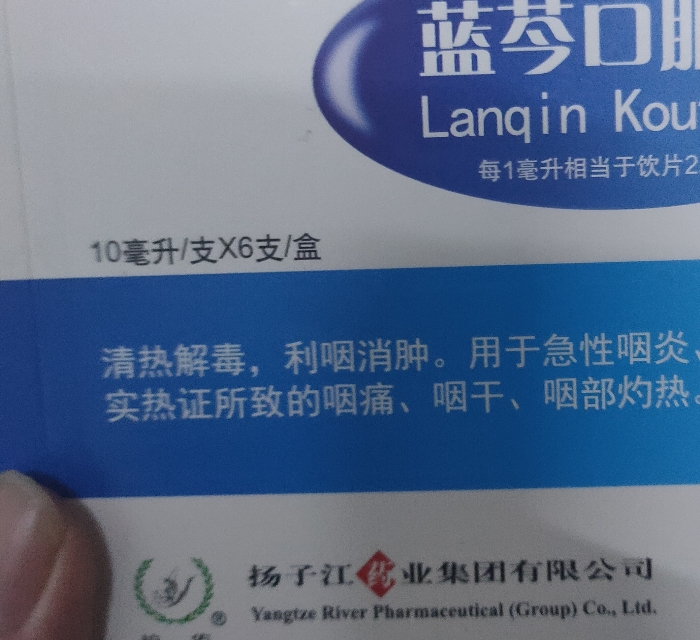 蓝芩口服
Lanqin Kou
每1毫升相当于饮片2
10毫升/支X6支/盒
清热解毒，利咽消肿。用于急性咽炎、
实热证所致的咽痛、咽干、咽部灼热。
扬子江药业集团有限公司
®
Yangtze River Pharmaceutical (Group) Co., Ltd.